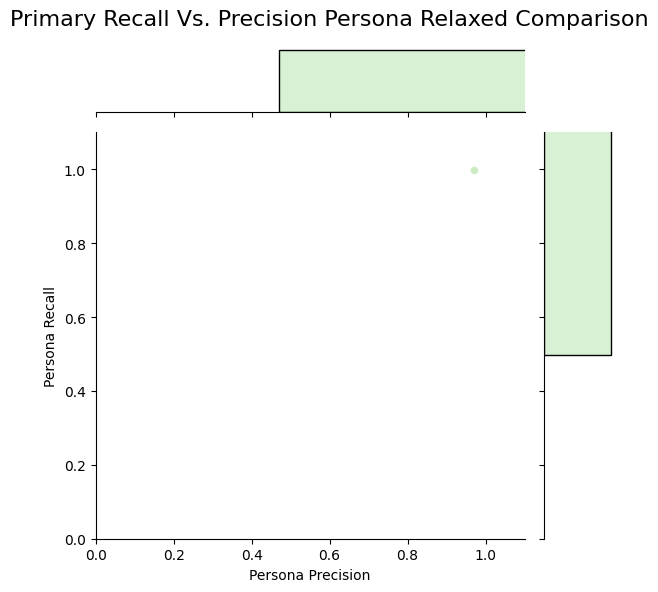 Primary Recall Vs. Precision Persona Relaxed Comparison
1.0
0.8
0.6
0.4
0.2
0.0
Persona Recall
0.0 0.2 0.4 0.6 0.8 1.0
Persona Precision